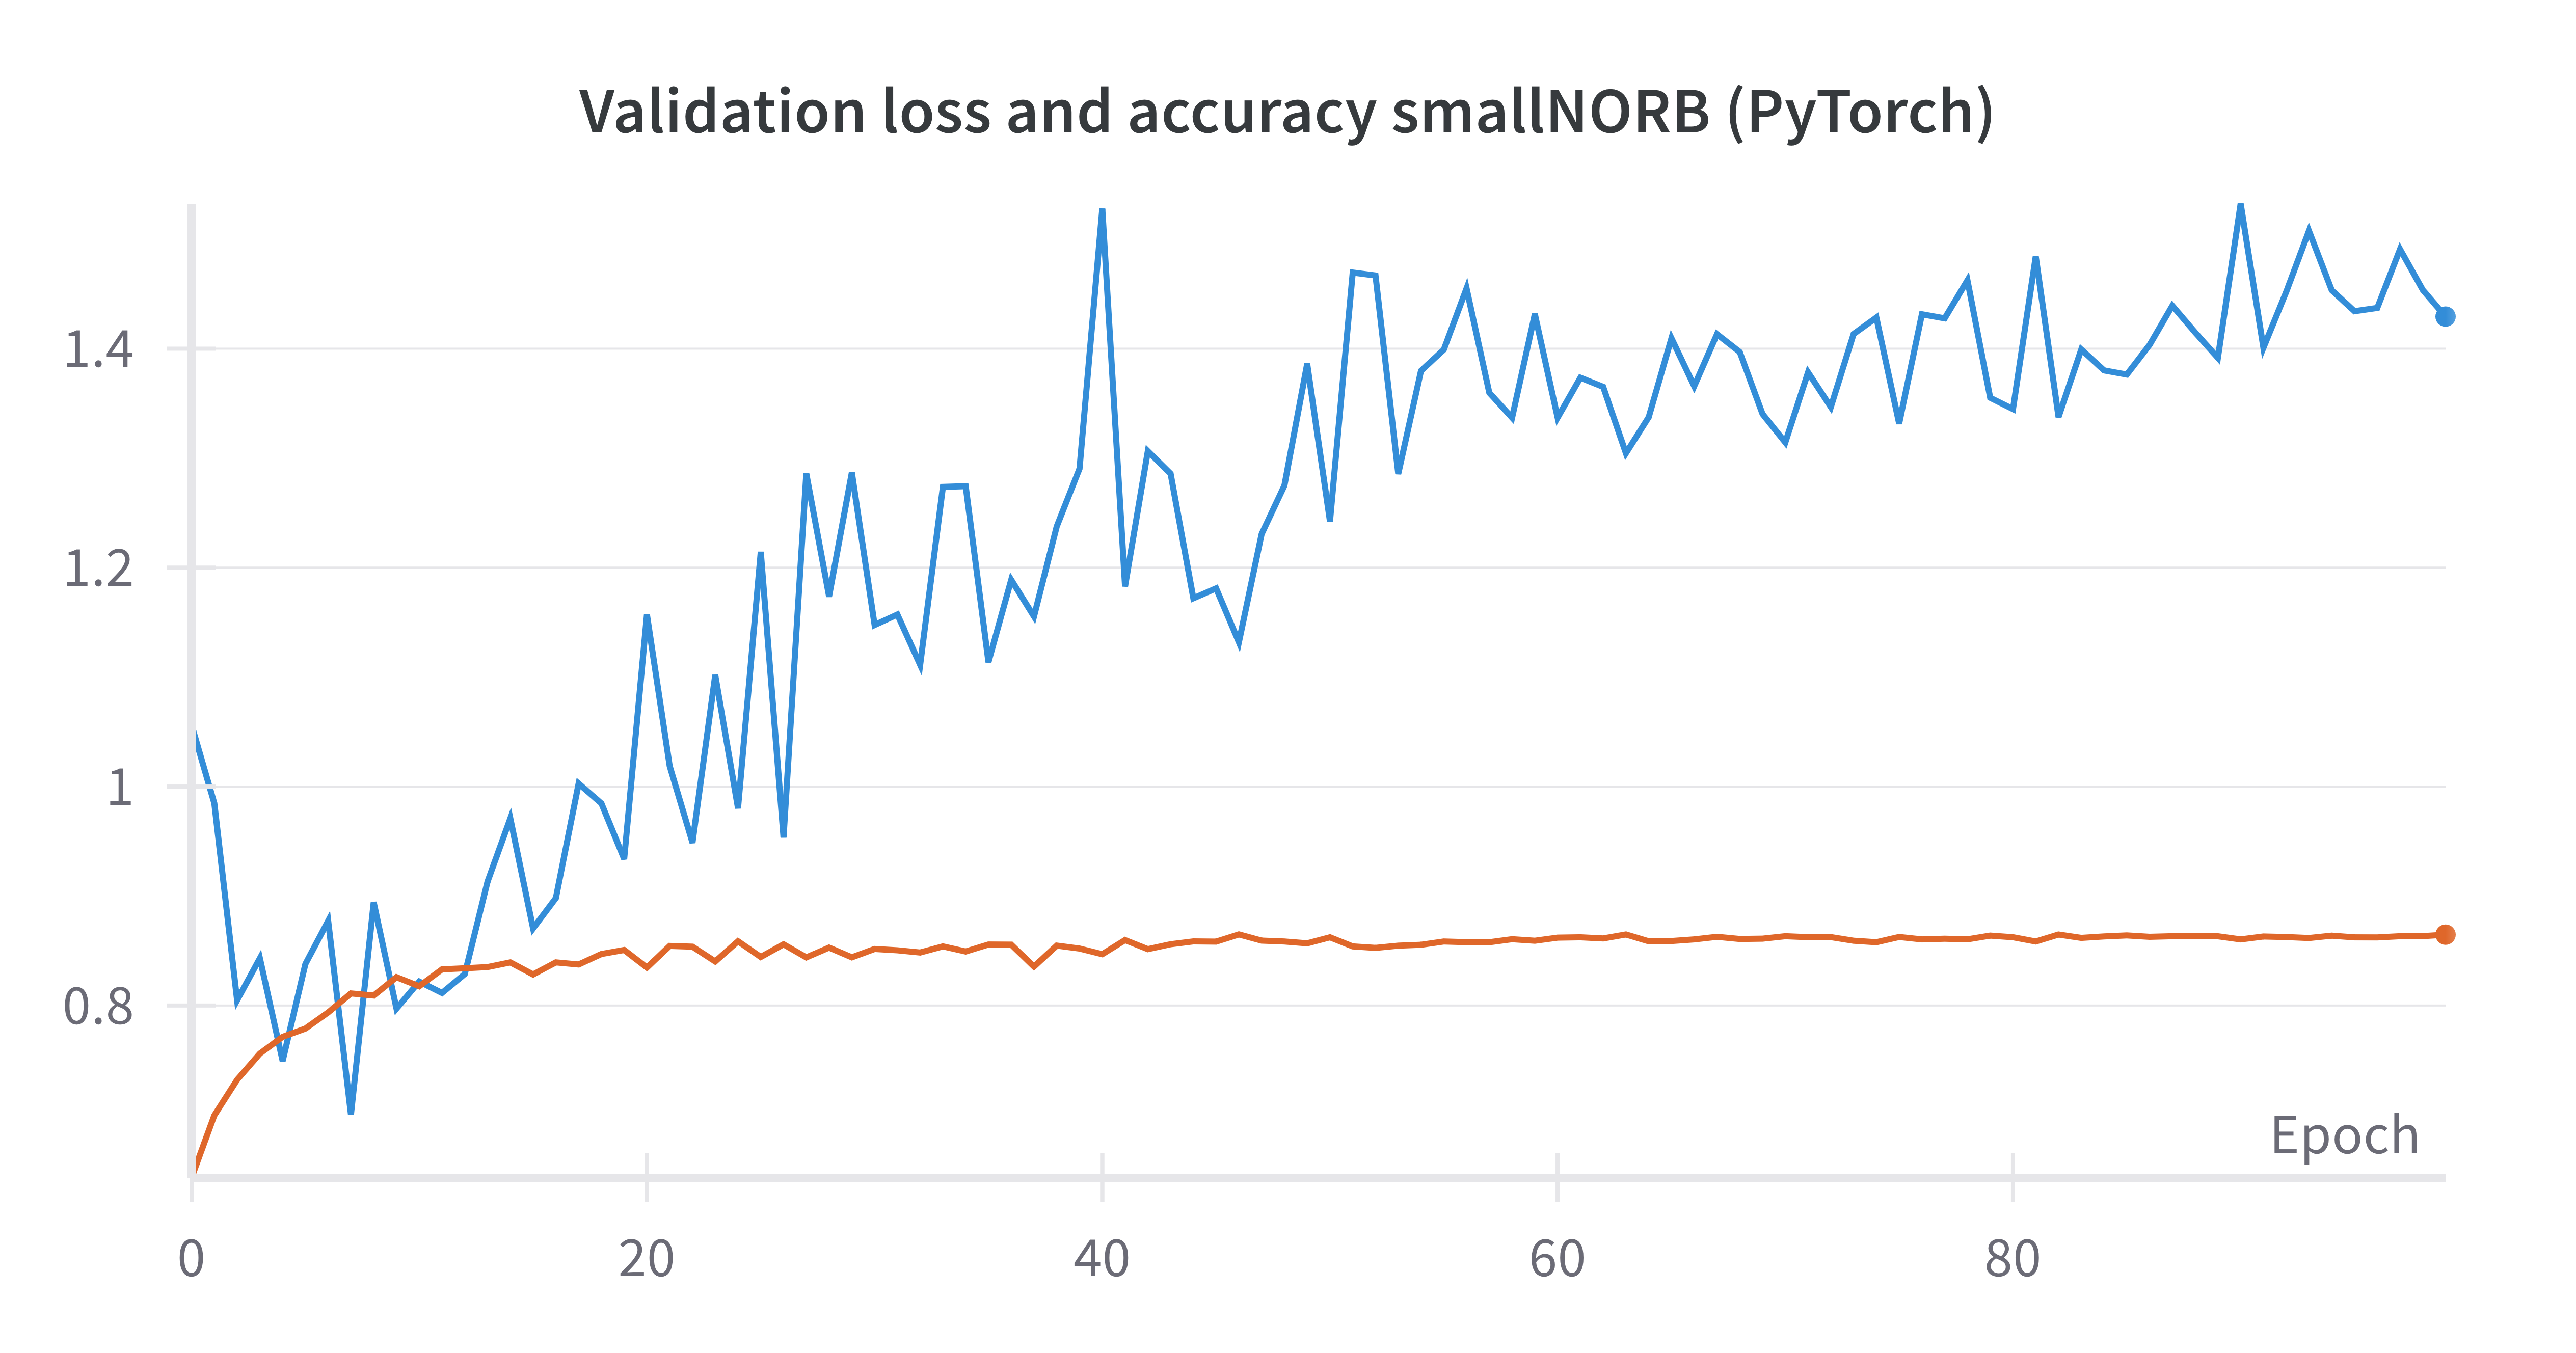 Validation loss and accuracy smallNORB (PyTorch)
1.4
1.2
1
0.8
Epoch
0 20 40 60 80